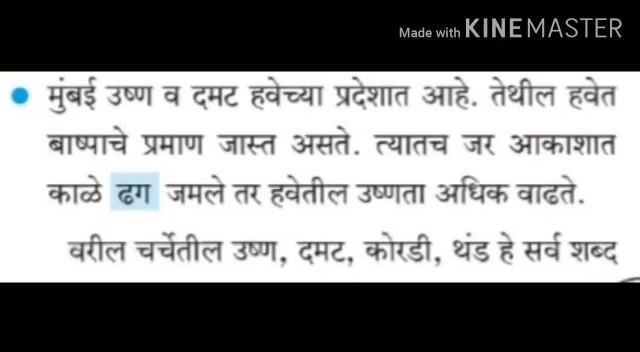 Made with KINEMASTER
• मुंबई उष्ण व दमट हवेच्या प्रदेशात आहे. तेथील हवेत
बाष्पाचे प्रमाण जास्त असते. त्यातच जर आकाशात
काळे ढग जमले तर हवेतील उष्णता अधिक वाढते.
वरील चर्चेतील उष्ण, दमट, कोरडी, थंड हे सर्व शब्द